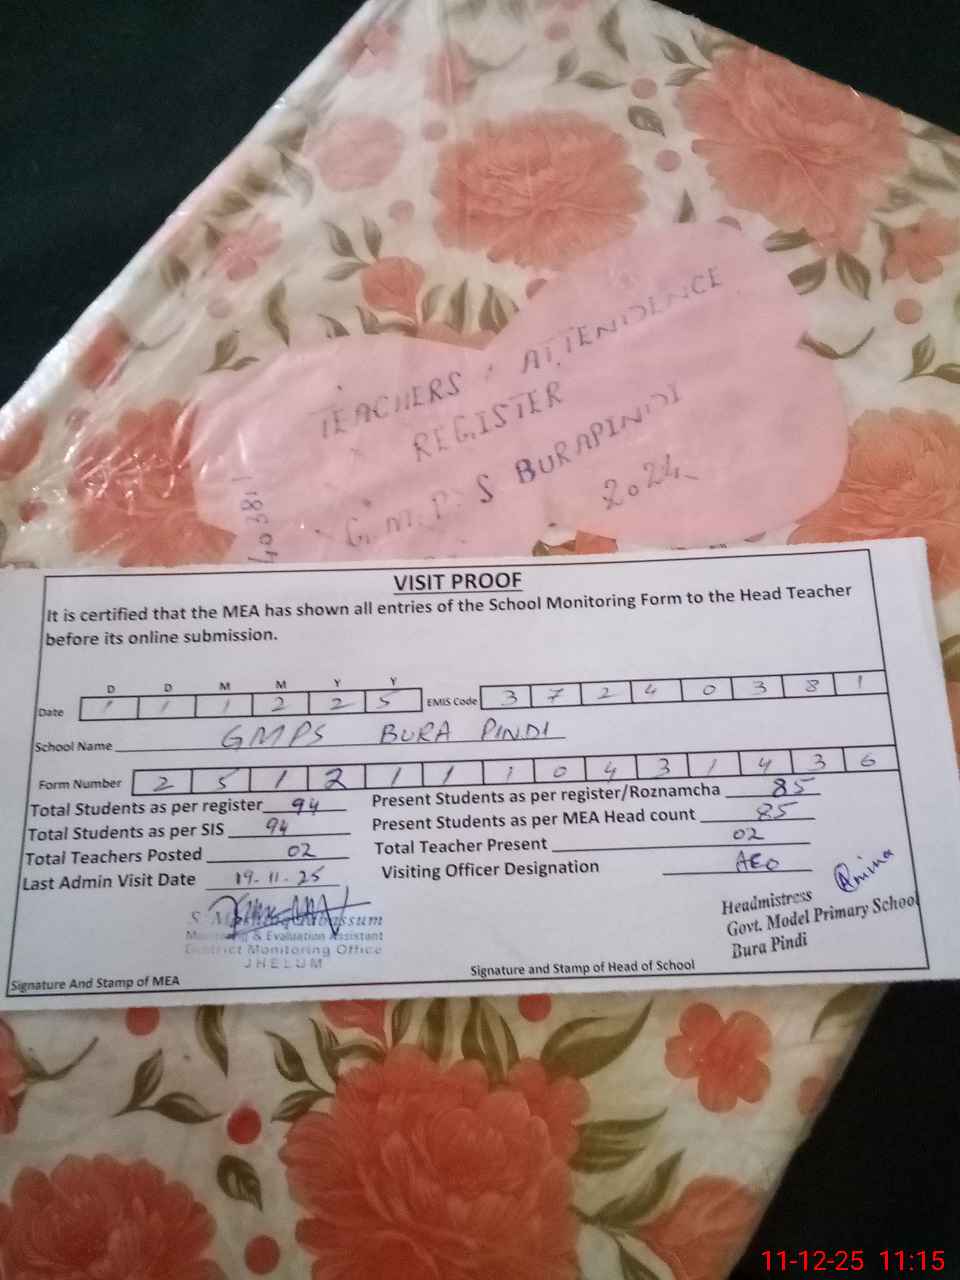 TEACHERS ATTENDENCE
REGISTER
G.M.P.S BURAPINDI
2024
VISIT PROOF
It is certified that the MEA has shown all entries of the School Monitoring Form to the Head Teacher
before its online submission.
D D M M Y Y
Date 1 1 1 2 2 5 EMIS Code 3 7 2 4 0 3 8 1
School Name GMPS BURA PINDI
Form Number 2 5 1 2 1 1 1 0 4 3 1 4 3 6
Total Students as per register 94 Present Students as per register/Roznamcha 85
Total Students as per SIS 94 Present Students as per MEA Head count 85
Total Teachers Posted 02 Total Teacher Present 02
Last Admin Visit Date 19-11-25 Visiting Officer Designation AEO
Amina
Headmistress
Govt. Model Primary School
Bura Pindi
Monitoring & Evaluation Assistant
District Monitoring Office
JHELUM
Signature And Stamp of MEA Signature and Stamp of Head of School
11-12-25 11:15